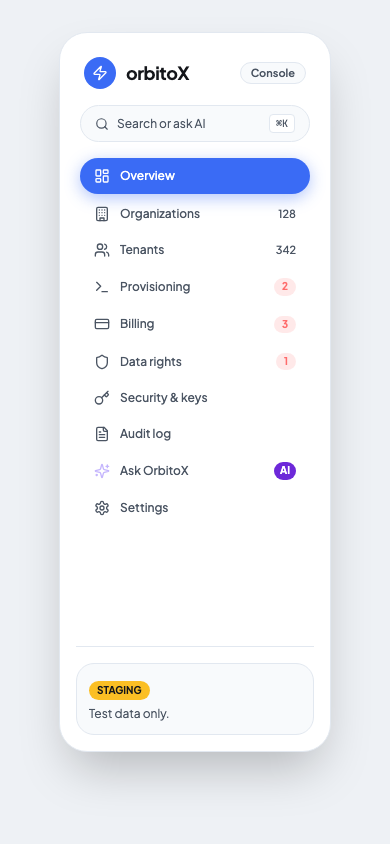 orbitoX
Console
Search or ask AI
⌘K
Overview
Organizations 128
Tenants 342
Provisioning 2
Billing 3
Data rights 1
Security & keys
Audit log
Ask OrbitoX AI
Settings
STAGING
Test data only.